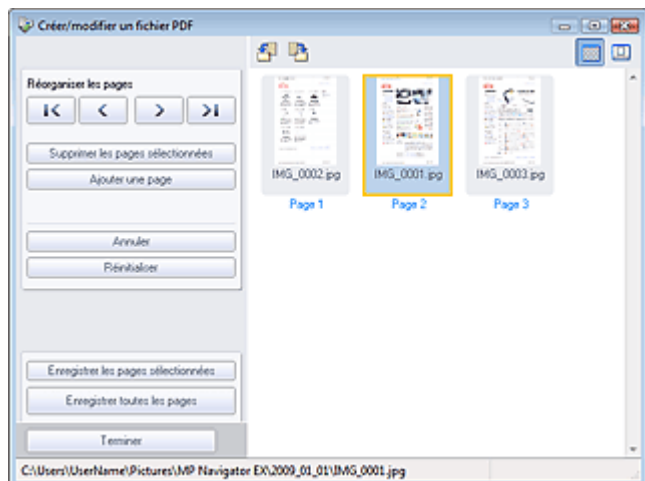 Créer/modifier un fichier PDF
Réorganiser les pages
Supprimer les pages sélectionnées
Ajouter une page
Annuler
Réinitialiser
Enregistrer les pages sélectionnées
Enregistrer toutes les pages
Terminer
IMG_0002.jpg IMG_0001.jpg IMG_0003.jpg
Page 1 Page 2 Page 3
C:\Users\UserName\Pictures\MP Navigator EX\2009_01_01\IMG_0001.jpg